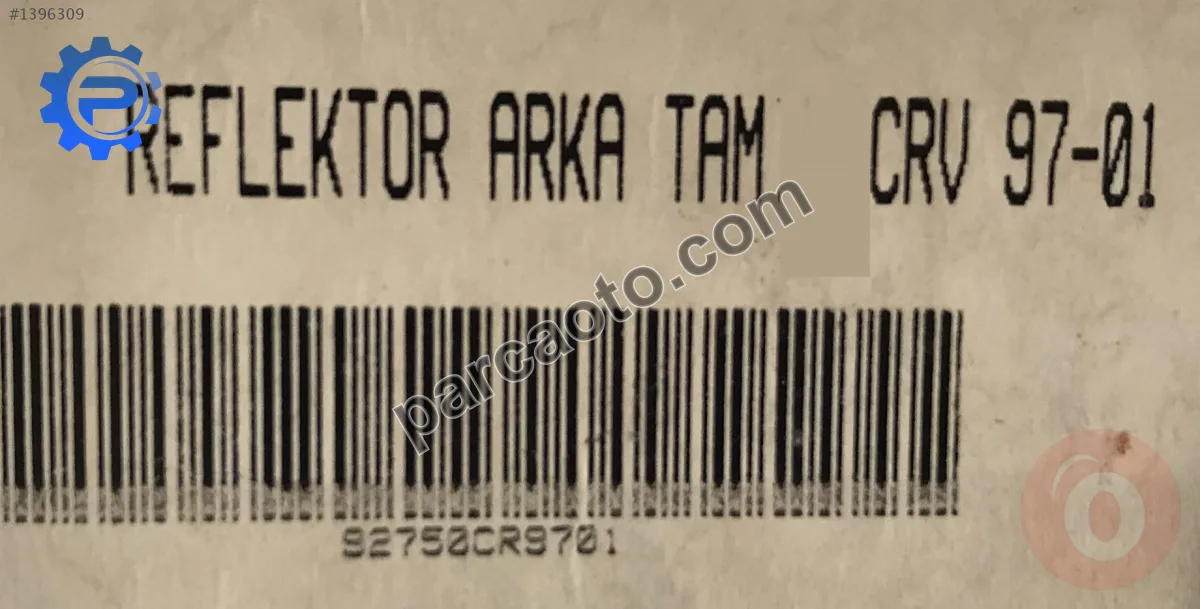 #1396309
REFLEKTOR ARKA TAM CRV 97-01
parcaoto.com
92750CR9701